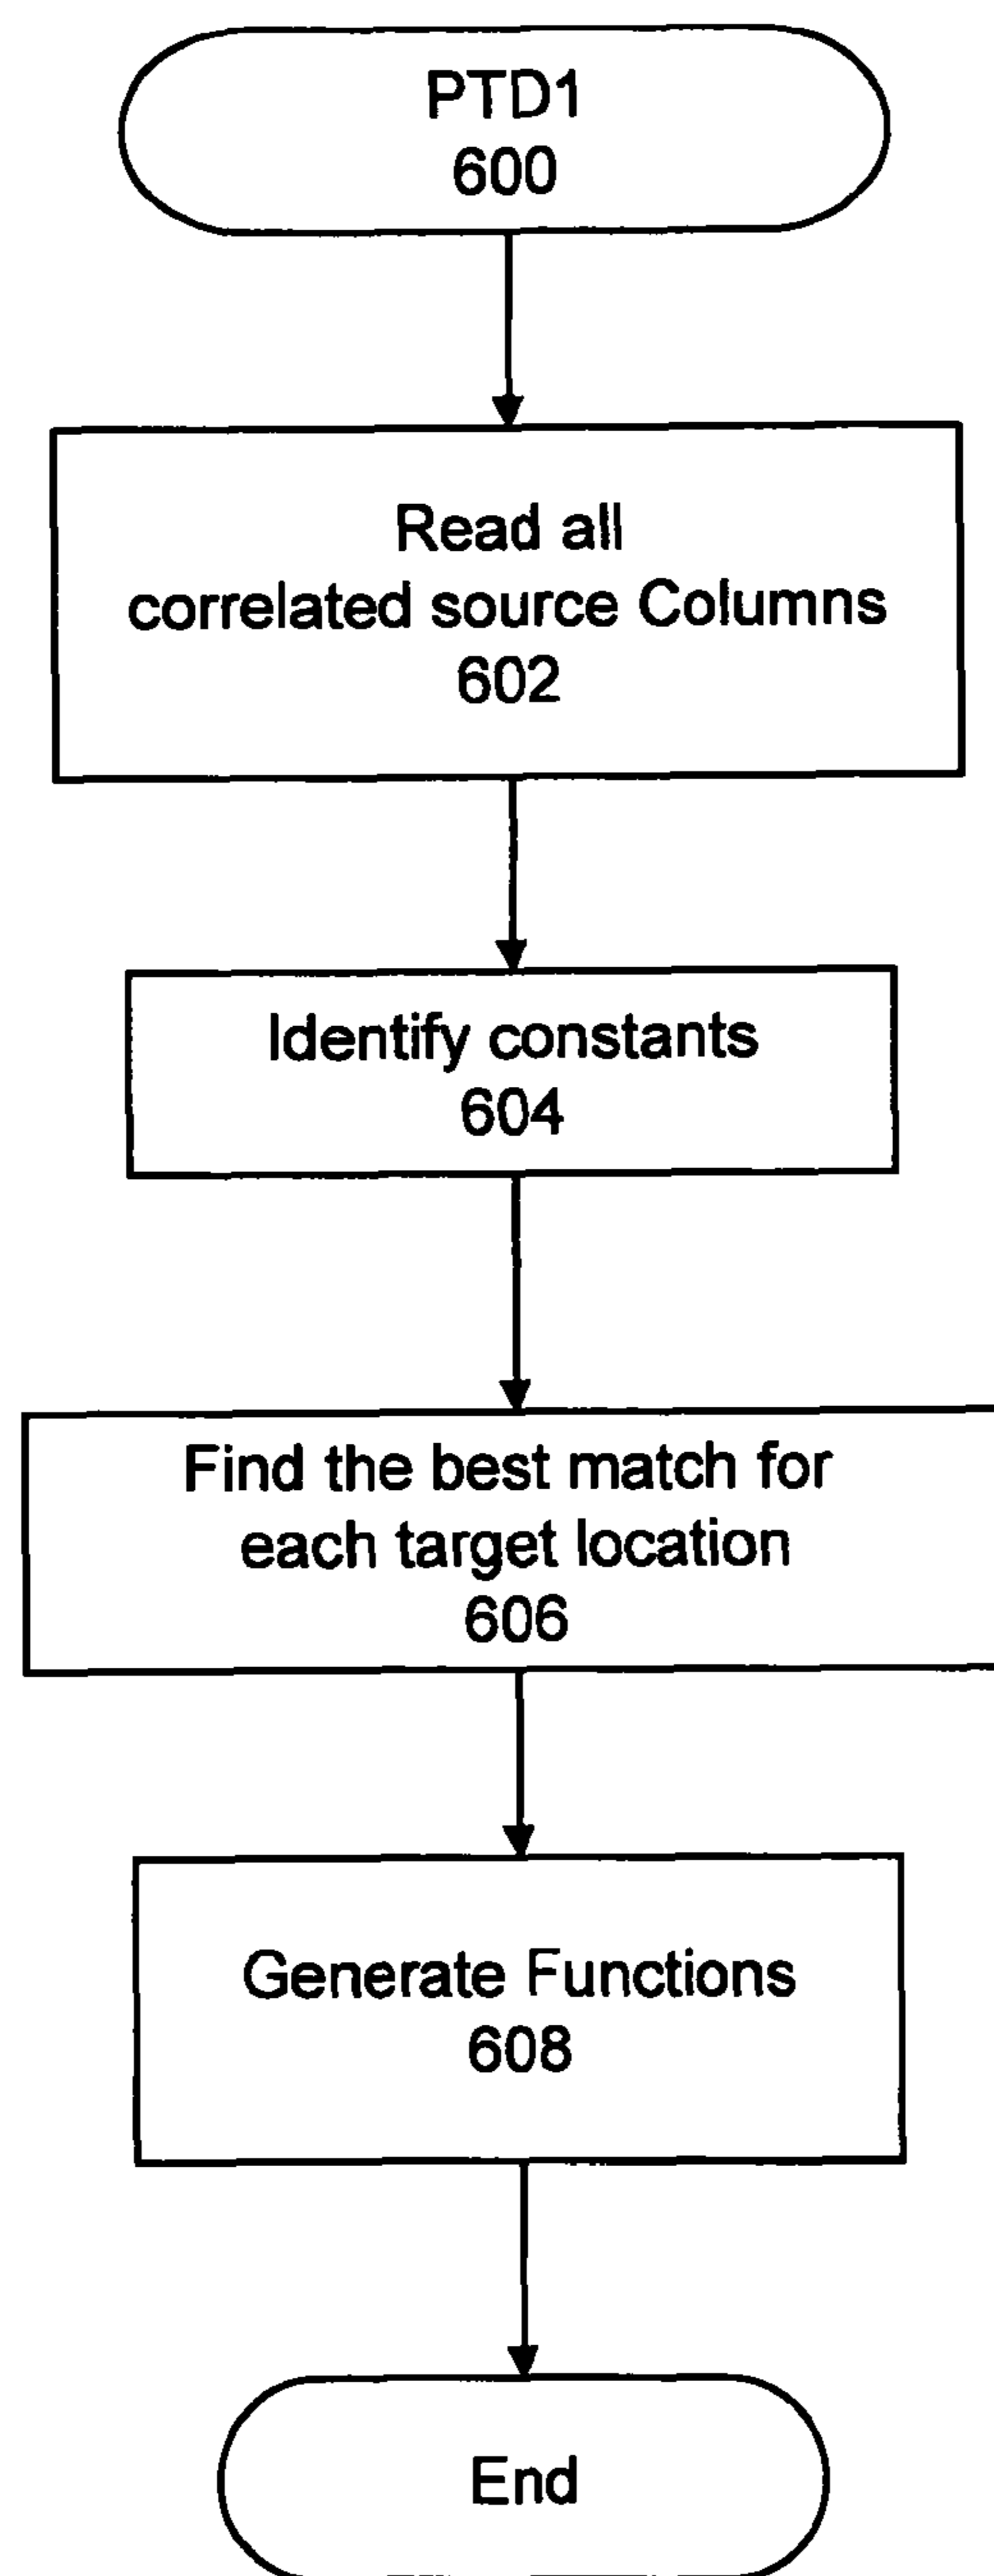 PTD1
600
Read all
correlated source Columns
602
Identify constants
604
Find the best match for
each target location
606
Generate Functions
608
End